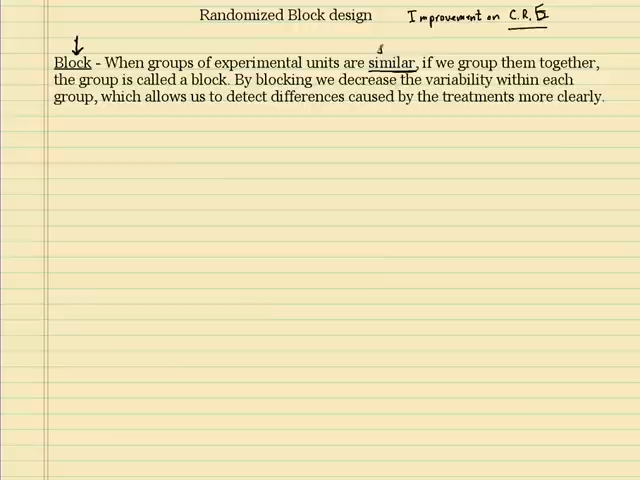 Randomized Block design Improvement on C.R.E
Block - When groups of experimental units are similar, if we group them together,
the group is called a block. By blocking we decrease the variability within each
group, which allows us to detect differences caused by the treatments more clearly.